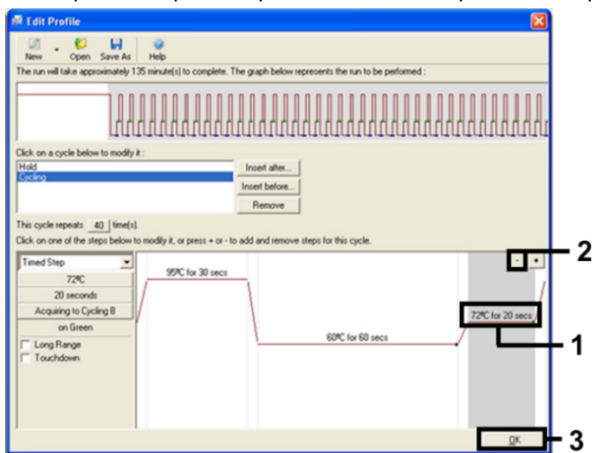 Edit Profile
New Open Save As Help
The run will take approximately 135 minute(s) to complete. The graph below represents the run to be performed :
Click on a cycle below to modify it :
Hold
Cycling
Insert after...
Insert before...
Remove
This cycle repeats 40 time(s).
Click on one of the steps below to modify it, or press + or - to add and remove steps for this cycle.
Timed Step
72ºC
20 seconds
Acquiring to Cycling B
on Green
Long Range
Touchdown
95ºC for 30 secs
60ºC for 60 secs
72ºC for 20 secs
- +
2
1
OK
3